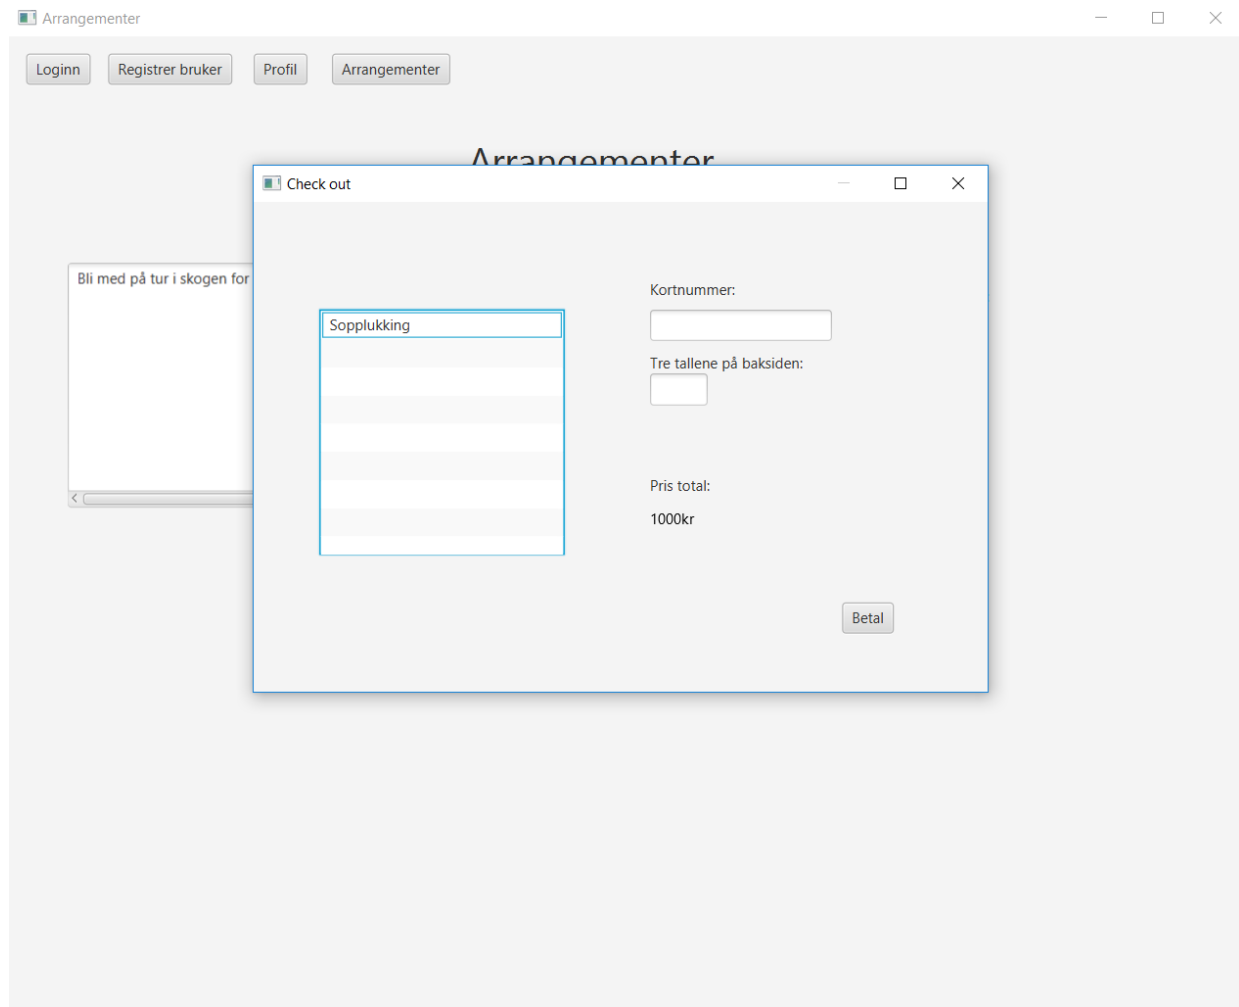 Arrangementer
Loginn Registrer bruker Profil Arrangementer
Arrangementer
Check out
Bli med på tur i skogen for
Kortnummer:
Sopplukking
Tre tallene på baksiden:
Pris total:
1000kr
Betal